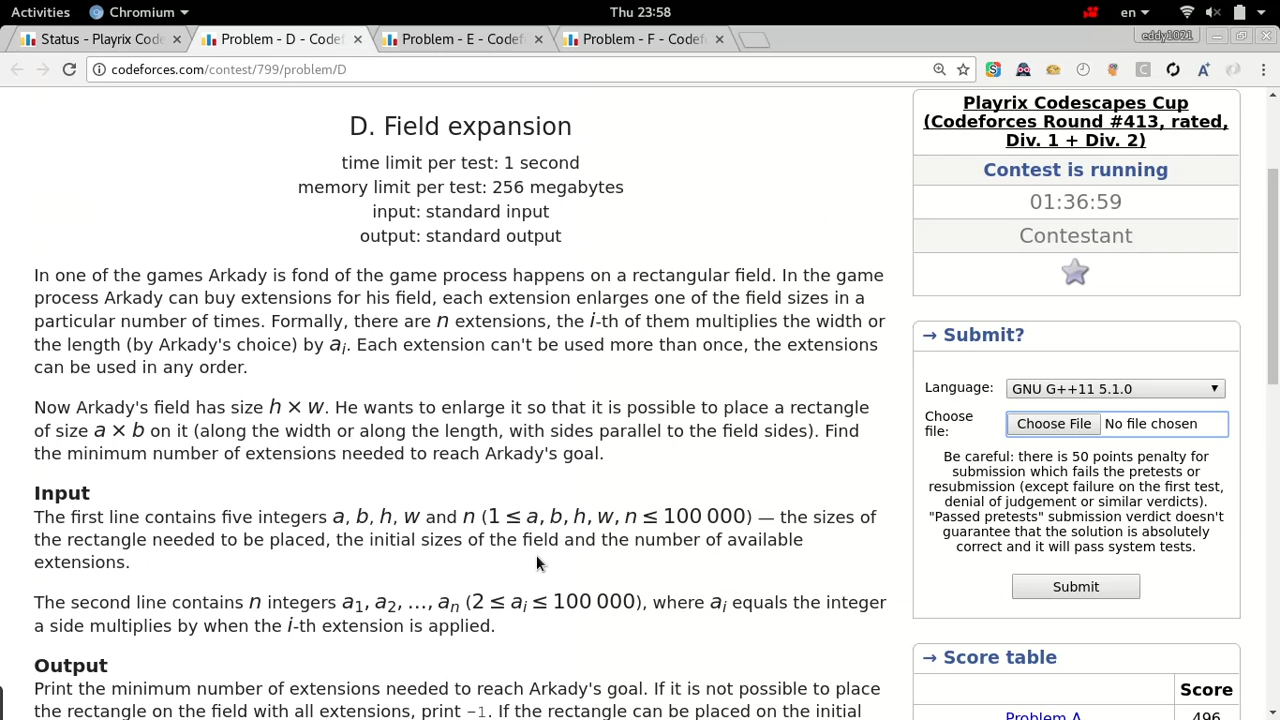 Activities Chromium Thu 23:58 en
Status - Playrix Cod Problem - D - Codef Problem - E - Codef Problem - F - Codef eddy1021
codeforces.com/contest/799/problem/D
D. Field expansion
time limit per test: 1 second
memory limit per test: 256 megabytes
input: standard input
output: standard output
In one of the games Arkady is fond of the game process happens on a rectangular field. In the game
process Arkady can buy extensions for his field, each extension enlarges one of the field sizes in a
particular number of times. Formally, there are n extensions, the i-th of them multiplies the width or
the length (by Arkady's choice) by aᵢ. Each extension can't be used more than once, the extensions
can be used in any order.
Now Arkady's field has size h × w. He wants to enlarge it so that it is possible to place a rectangle
of size a × b on it (along the width or along the length, with sides parallel to the field sides). Find
the minimum number of extensions needed to reach Arkady's goal.
Input
The first line contains five integers a, b, h, w and n (1 ≤ a, b, h, w, n ≤ 100 000) — the sizes of
the rectangle needed to be placed, the initial sizes of the field and the number of available
extensions.
The second line contains n integers a₁, a₂, ..., aₙ (2 ≤ aᵢ ≤ 100 000), where aᵢ equals the integer
a side multiplies by when the i-th extension is applied.
Output
Print the minimum number of extensions needed to reach Arkady's goal. If it is not possible to place
the rectangle on the field with all extensions, print -1. If the rectangle can be placed on the initial
Playrix Codescapes Cup
(Codeforces Round #413, rated,
Div. 1 + Div. 2)
Contest is running
01:36:59
Contestant
→ Submit?
Language: GNU G++11 5.1.0
Choose
file: Choose File No file chosen
Be careful: there is 50 points penalty for
submission which fails the pretests or
resubmission (except failure on the first test,
denial of judgement or similar verdicts).
"Passed pretests" submission verdict doesn't
guarantee that the solution is absolutely
correct and it will pass system tests.
Submit
→ Score table
Score
Problem A 496